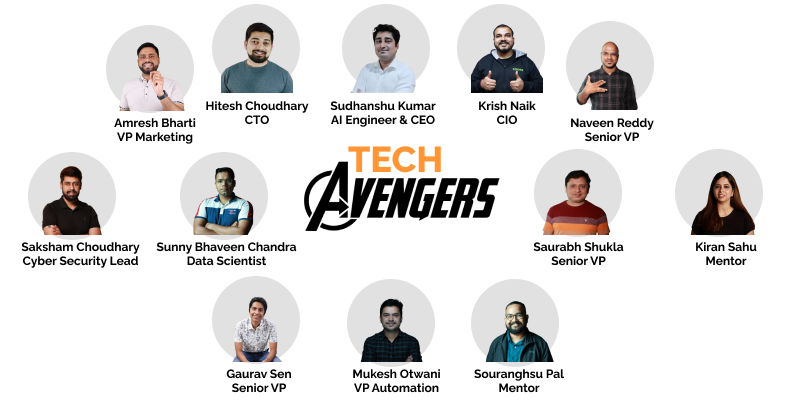 Amresh Bharti
VP Marketing
Hitesh Choudhary
CTO
Sudhanshu Kumar
AI Engineer & CEO
Krish Naik
CIO
Naveen Reddy
Senior VP
TECH
AVENGERS
Saksham Choudhary
Cyber Security Lead
Sunny Bhaveen Chandra
Data Scientist
Saurabh Shukla
Senior VP
Kiran Sahu
Mentor
Gaurav Sen
Senior VP
Mukesh Otwani
VP Automation
Souranghsu Pal
Mentor